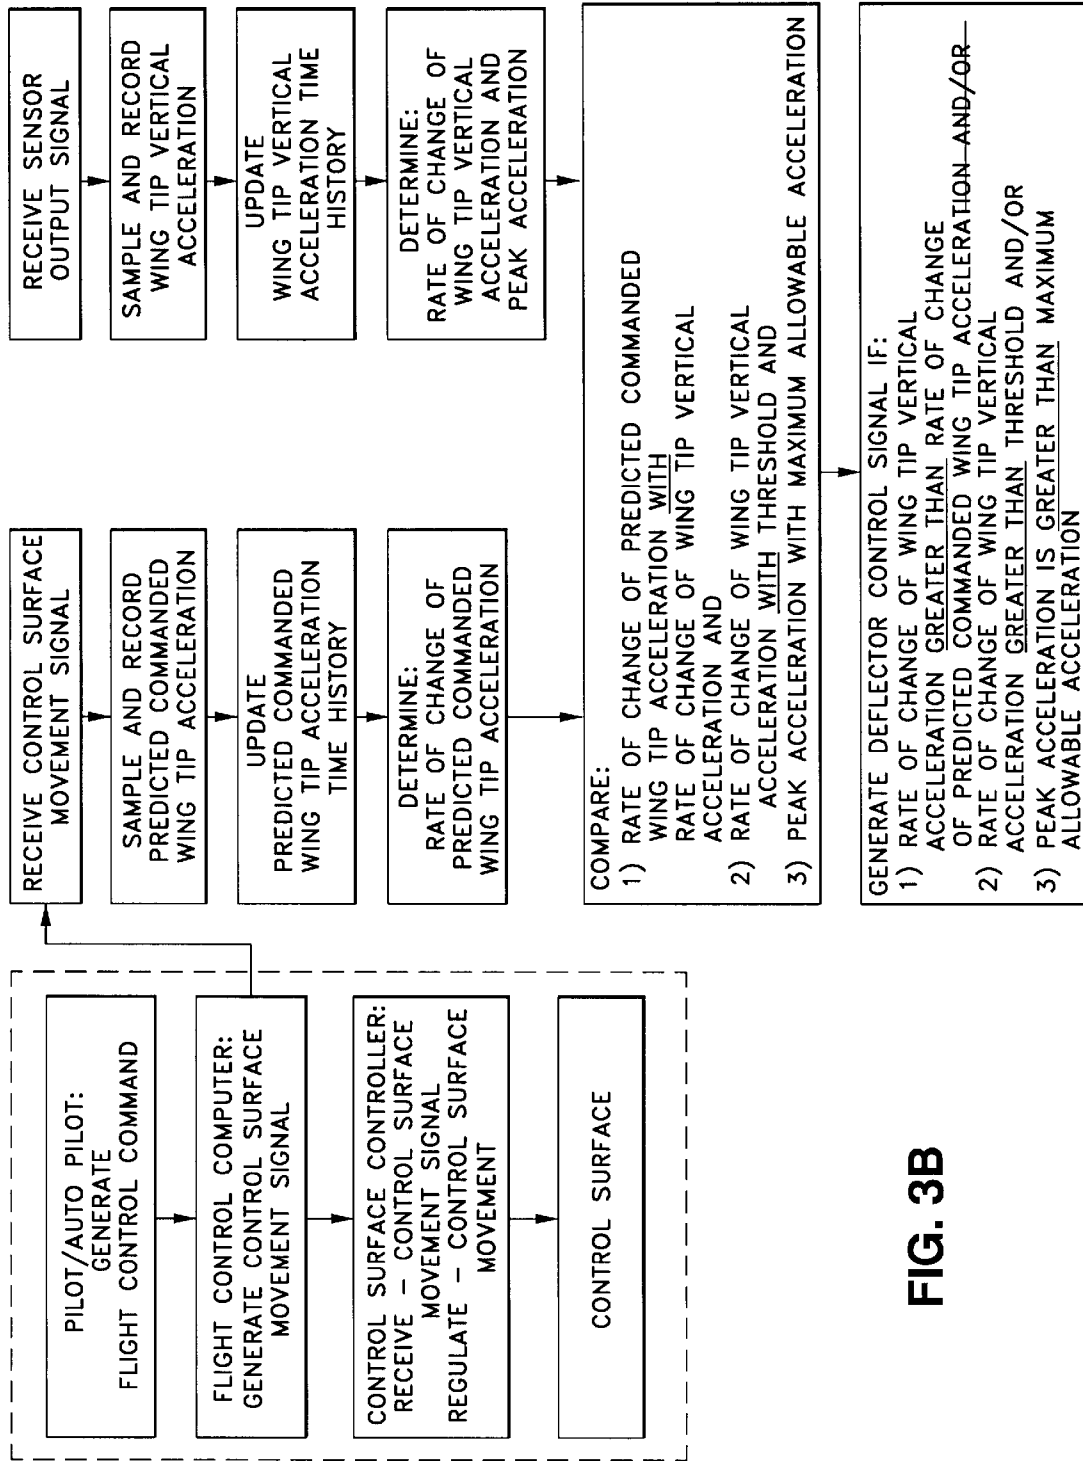 PILOT/AUTO PILOT:
GENERATE
FLIGHT CONTROL COMMAND
FLIGHT CONTROL COMPUTER:
GENERATE CONTROL SURFACE
MOVEMENT SIGNAL
CONTROL SURFACE CONTROLLER:
RECEIVE – CONTROL SURFACE
MOVEMENT SIGNAL
REGULATE – CONTROL SURFACE
MOVEMENT
CONTROL SURFACE
RECEIVE CONTROL SURFACE
MOVEMENT SIGNAL
SAMPLE AND RECORD
PREDICTED COMMANDED
WING TIP ACCELERATION
UPDATE
PREDICTED COMMANDED
WING TIP ACCELERATION
TIME HISTORY
DETERMINE:
RATE OF CHANGE OF
PREDICTED COMMANDED
WING TIP ACCELERATION
RECEIVE SENSOR
OUTPUT SIGNAL
SAMPLE AND RECORD
WING TIP VERTICAL
ACCELERATION
UPDATE
WING TIP VERTICAL
ACCELERATION TIME
HISTORY
DETERMINE:
RATE OF CHANGE OF
WING TIP VERTICAL
ACCELERATION AND
PEAK ACCELERATION
COMPARE:
1) RATE OF CHANGE OF PREDICTED COMMANDED
WING TIP ACCELERATION WITH
RATE OF CHANGE OF WING TIP VERTICAL
ACCELERATION AND
2) RATE OF CHANGE OF WING TIP VERTICAL
ACCELERATION WITH THRESHOLD AND
3) PEAK ACCELERATION WITH MAXIMUM ALLOWABLE ACCELERATION
GENERATE DEFLECTOR CONTROL SIGNAL IF:
1) RATE OF CHANGE OF WING TIP VERTICAL
ACCELERATION GREATER THAN RATE OF CHANGE
OF PREDICTED COMMANDED WING TIP ACCELERATION AND/OR
2) RATE OF CHANGE OF WING TIP VERTICAL
ACCELERATION GREATER THAN THRESHOLD AND/OR
3) PEAK ACCELERATION IS GREATER THAN MAXIMUM
ALLOWABLE ACCELERATION
FIG. 3B